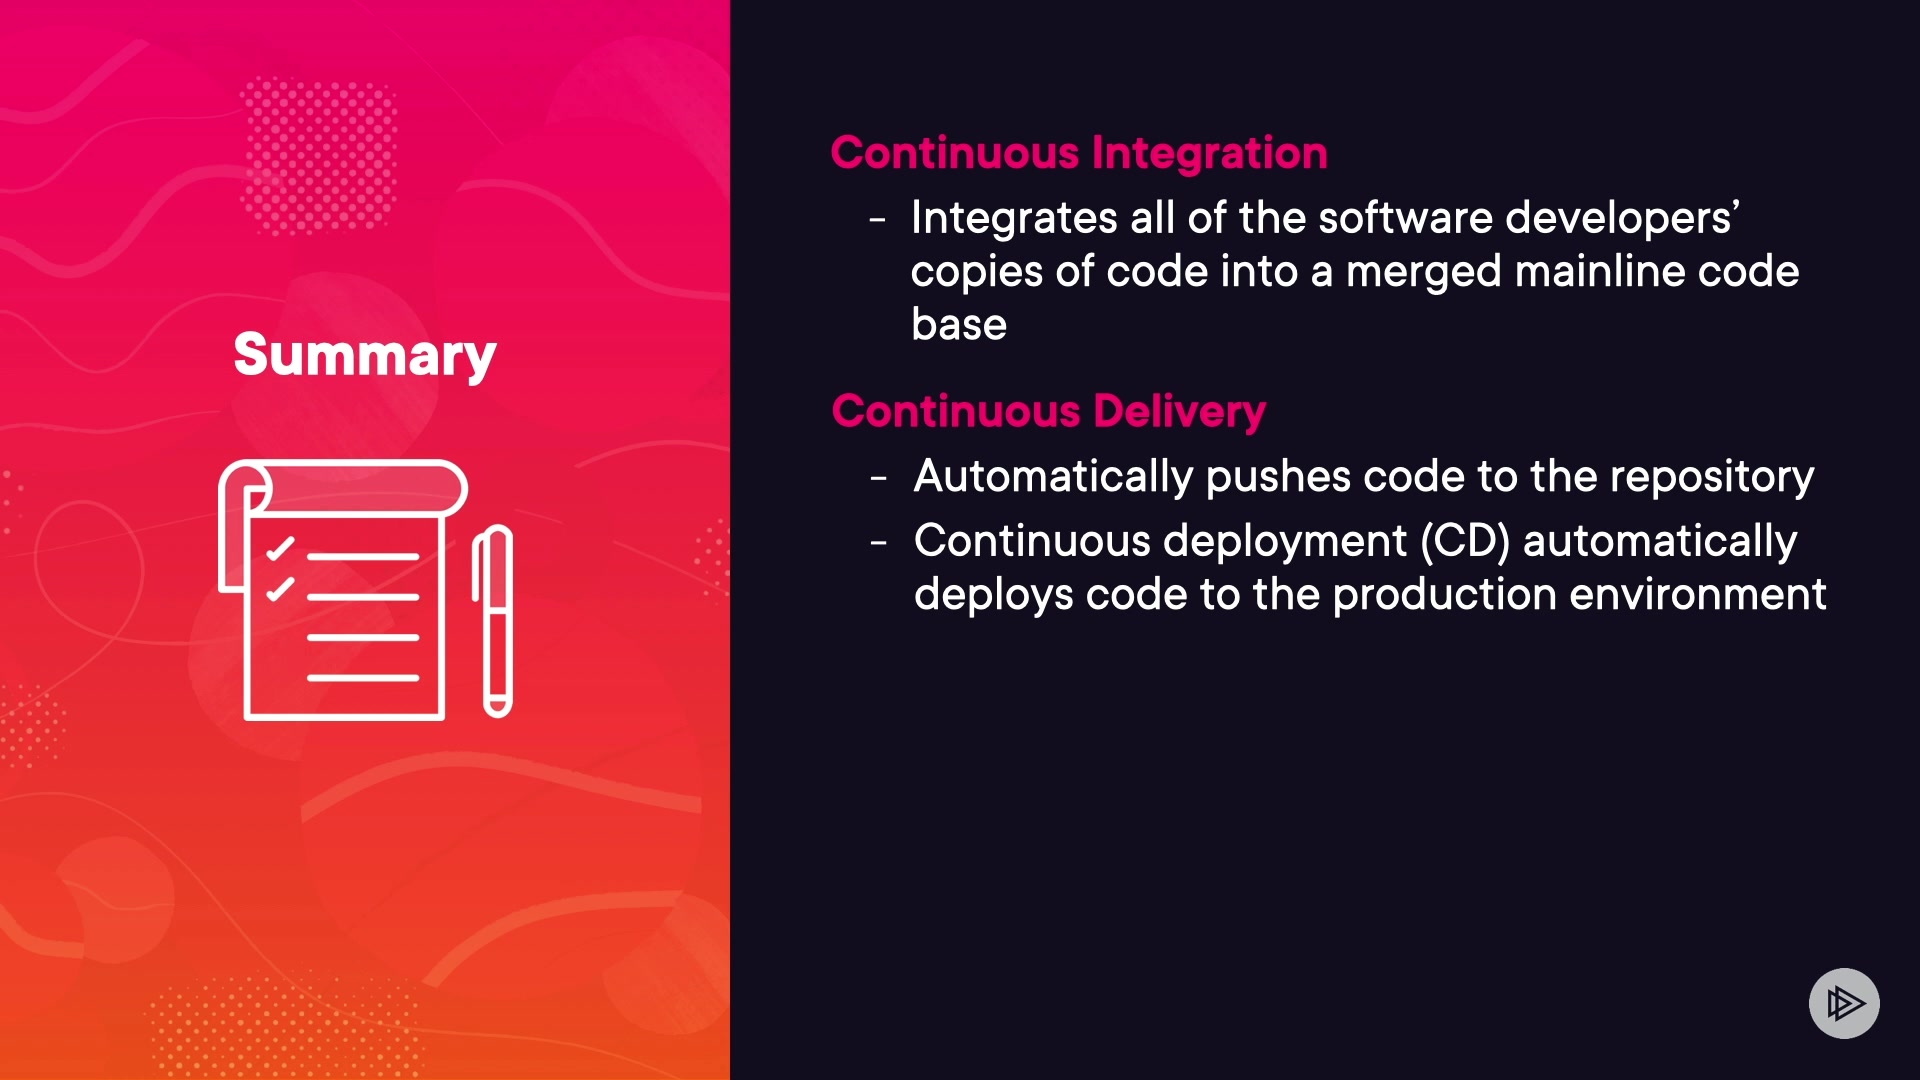 Summary
Continuous Integration
- Integrates all of the software developers’
copies of code into a merged mainline code
base
Continuous Delivery
- Automatically pushes code to the repository
- Continuous deployment (CD) automatically
deploys code to the production environment